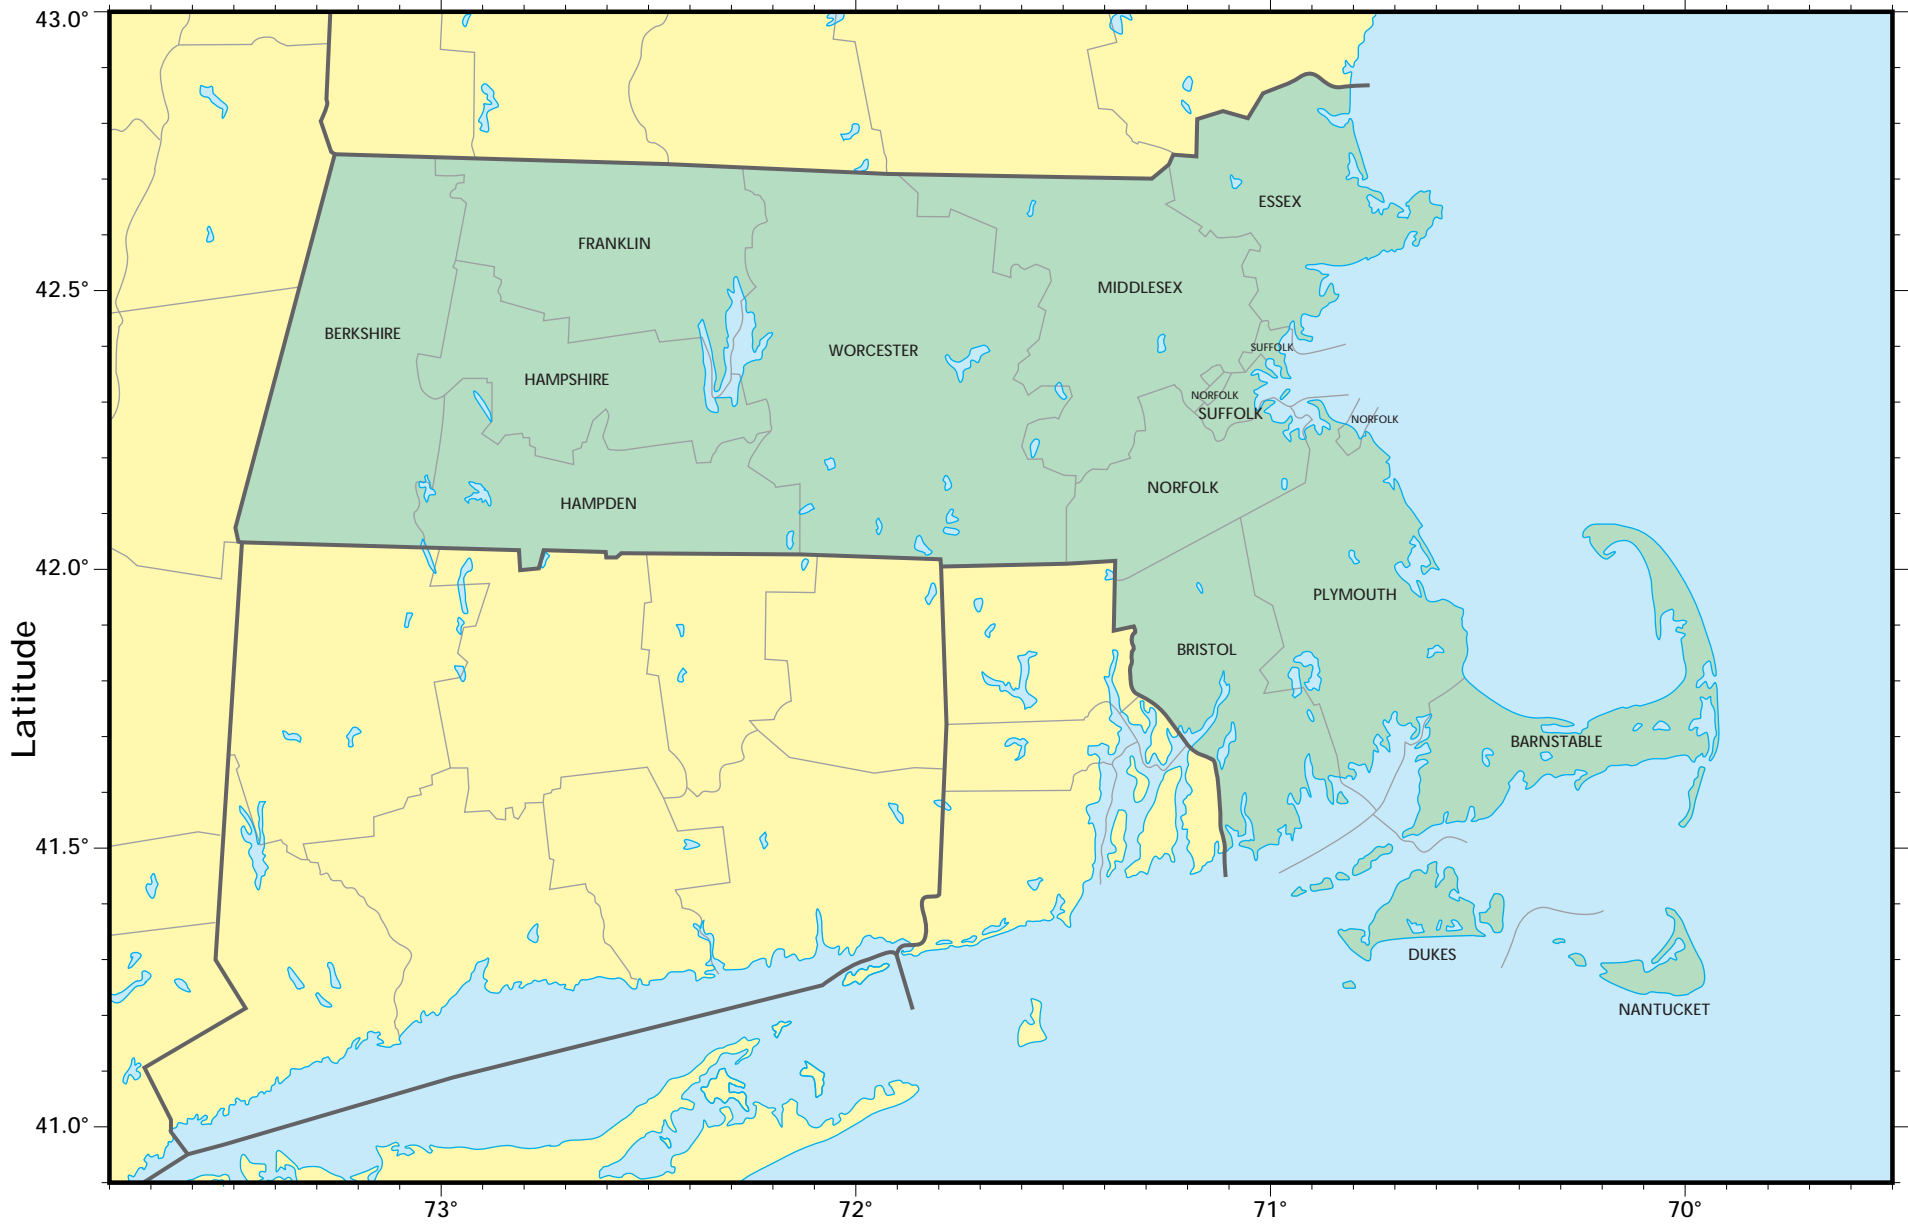 43.0°
ESSEX
FRANKLIN
MIDDLESEX
42.5°
BERKSHIRE
SUFFOLK
WORCESTER
HAMPSHIRE
NORFOLK
SUFFOLK
NORFOLK
NORFOLK
HAMPDEN
42.0°
PLYMOUTH
BRISTOL
Latitude
BARNSTABLE
41.5°
DUKES
NANTUCKET
41.0°
73°
72°
71°
70°